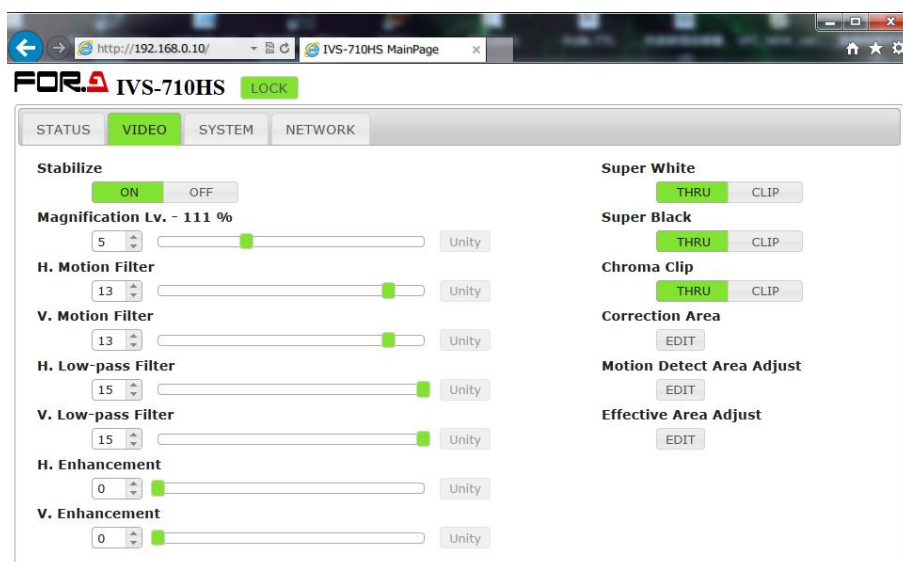 http://192.168.0.10/
IVS-710HS MainPage
FOR.A IVS-710HS LOCK
STATUS VIDEO SYSTEM NETWORK
Stabilize
ON OFF
Magnification Lv. - 111 %
5 Unity
H. Motion Filter
13 Unity
V. Motion Filter
13 Unity
H. Low-pass Filter
15 Unity
V. Low-pass Filter
15 Unity
H. Enhancement
0 Unity
V. Enhancement
0 Unity
Super White
THRU CLIP
Super Black
THRU CLIP
Chroma Clip
THRU CLIP
Correction Area
EDIT
Motion Detect Area Adjust
EDIT
Effective Area Adjust
EDIT